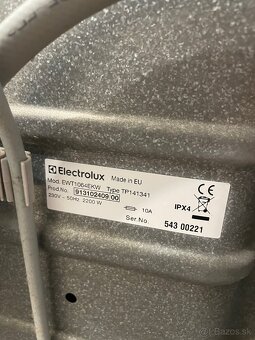 Electrolux Made in EU
Mod. EWT1064EKW Type TP141341
Prod.No. 913102409 00
230V ~ 50Hz 2200 W
10A
IPX4
Ser No.
543 00221
© bazos.sk